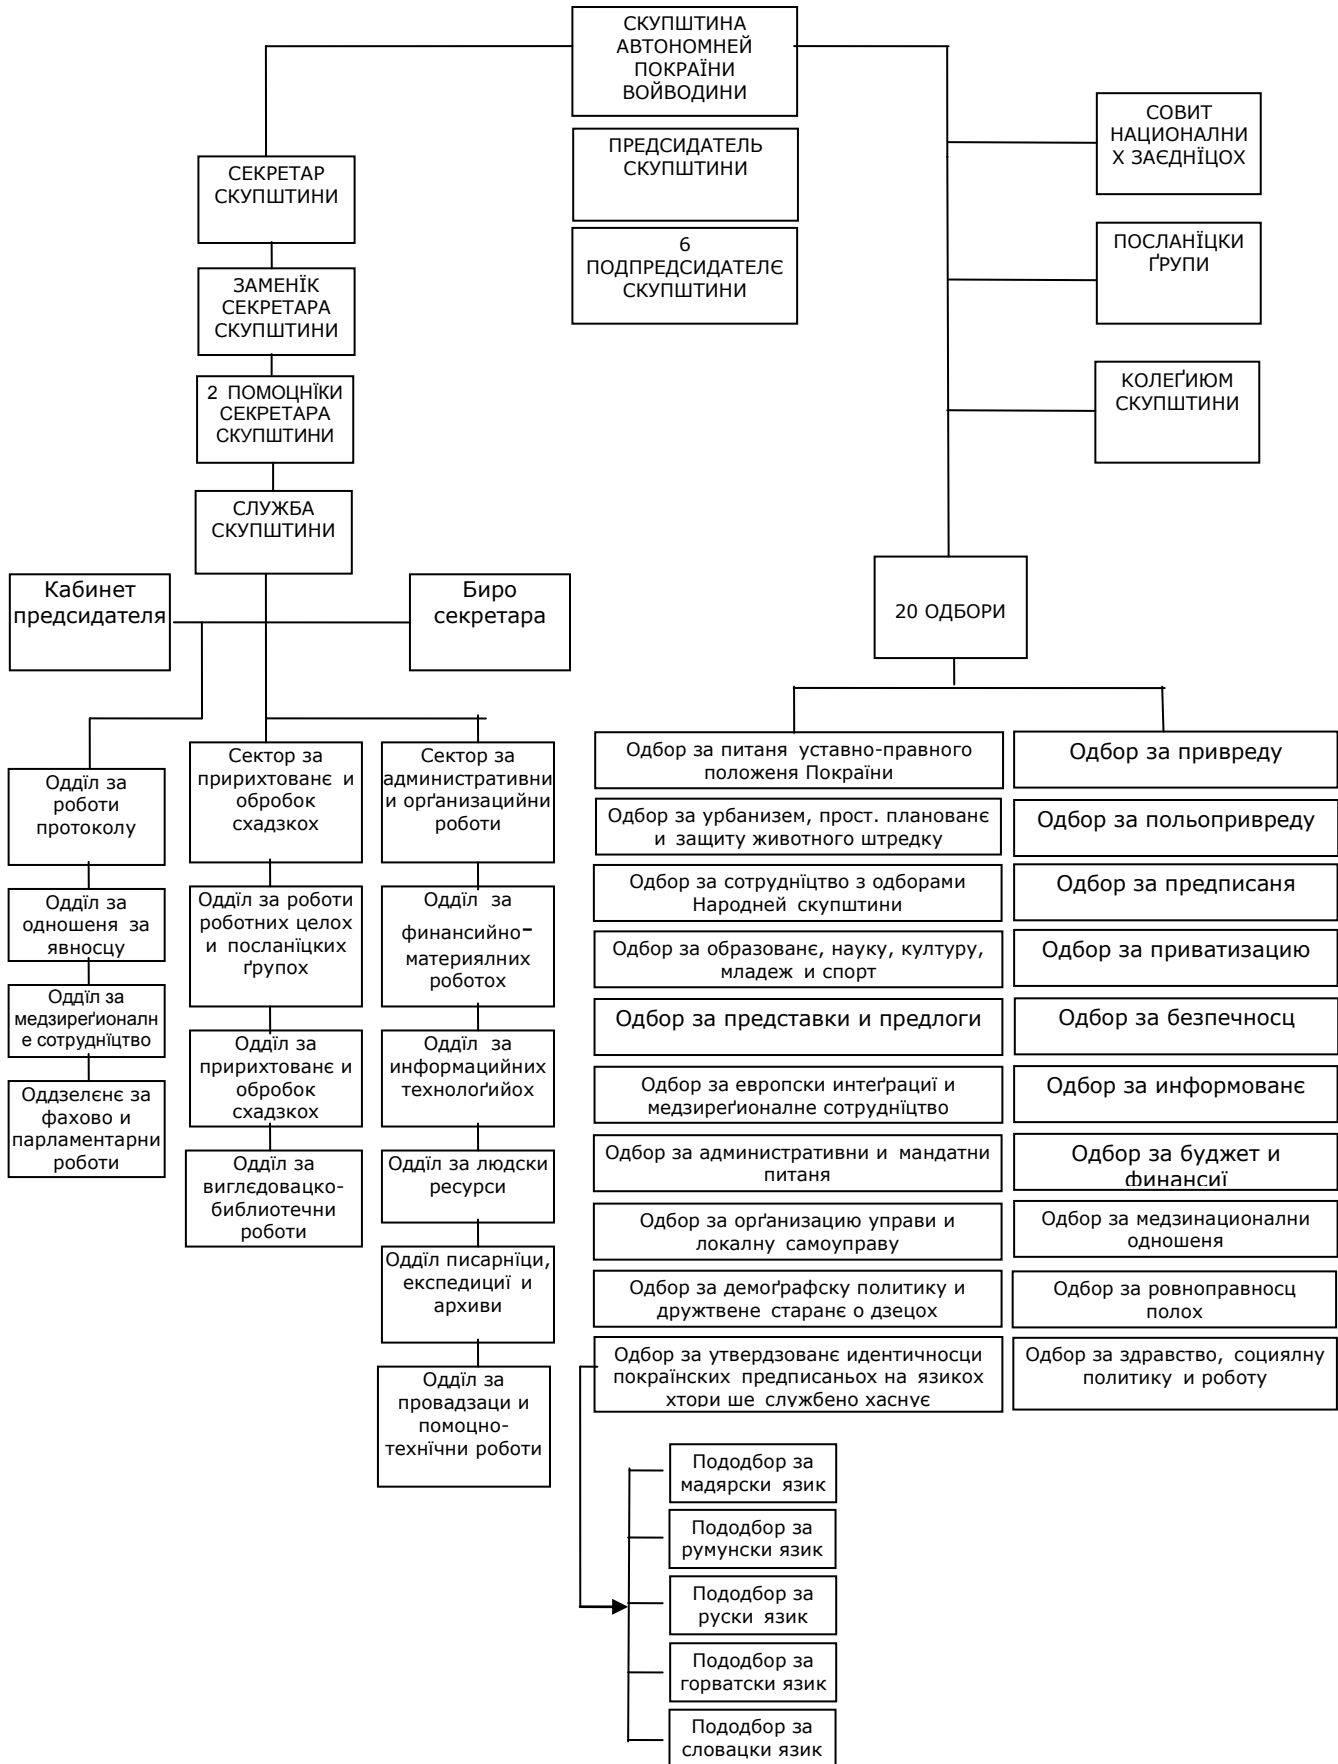 СКУПШТИНА
АВТОНОМНЕЙ
ПОКРАЇНИ
ВОЙВОДИНИ
ПРЕДСИДАТЕЛЬ
СКУПШТИНИ
6
ПОДПРЕДСИДАТЕЛЄ
СКУПШТИНИ
СЕКРЕТАР
СКУПШТИНИ
ЗАМЕНЇК
СЕКРЕТАРА
СКУПШТИНИ
2 ПОМОЦНЇКИ
СЕКРЕТАРА
СКУПШТИНИ
СЛУЖБА
СКУПШТИНИ
СОВИТ
НАЦИОНАЛНИ
Х ЗАЄДНЇЦОХ
ПОСЛАНЇЦКИ
ҐРУПИ
КОЛЕҐИЮМ
СКУПШТИНИ
Кабинет
предсидателя
Биро
секретара
20 ОДБОРИ
Оддїл за
роботи
протоколу
Оддїл за
одношеня за
явносцу
Оддїл за
медзиреґионалн
е сотруднїцтво
Оддзелєнє за
фахово и
парламентарни
роботи
Сектор за
пририхтованє и
обробок
схадзкох
Оддїл за роботи
роботних целох
и посланїцких
ґрупох
Оддїл за
пририхтованє и
обробок
схадзкох
Оддїл за
виглєдовацко-
библиотечни
роботи
Сектор за
административни
и орґанизацийни
роботи
Оддїл за
финансийно-
материялних
роботох
Оддїл за
информацийних
технолоґийох
Оддїл за людски
ресурси
Оддїл писарнїци,
експедициї и
архиви
Оддїл за
провадзаци и
помоцно-
технїчни роботи
Одбор за питаня уставно-правного
положеня Покраїни
Одбор за урбанизем, прост. планованє
и защиту животного штредку
Одбор за сотруднїцтво з одборами
Народней скупштини
Одбор за образованє, науку, културу,
младеж и спорт
Одбор за представки и предлоги
Одбор за европски интеґрациї и
медзиреґионалне сотруднїцтво
Одбор за административни и мандатни
питаня
Одбор за орґанизацию управи и
локалну самоуправу
Одбор за демоґрафску политику и
дружтвене старанє о дзецох
Одбор за утвердзованє идентичносци
покраїнских предписаньох на язикох
хтори ше службено хаснує
Одбор за привреду
Одбор за польопривреду
Одбор за предписаня
Одбор за приватизацию
Одбор за безпечносц
Одбор за информованє
Одбор за буджет и
финансиї
Одбор за медзинационални
одношеня
Одбор за ровноправносц
полох
Одбор за здравство, социялну
политику и роботу
Пододбор за
мадярски язик
Пододбор за
румунски язик
Пододбор за
руски язик
Пододбор за
горватски язик
Пододбор за
словацки язик